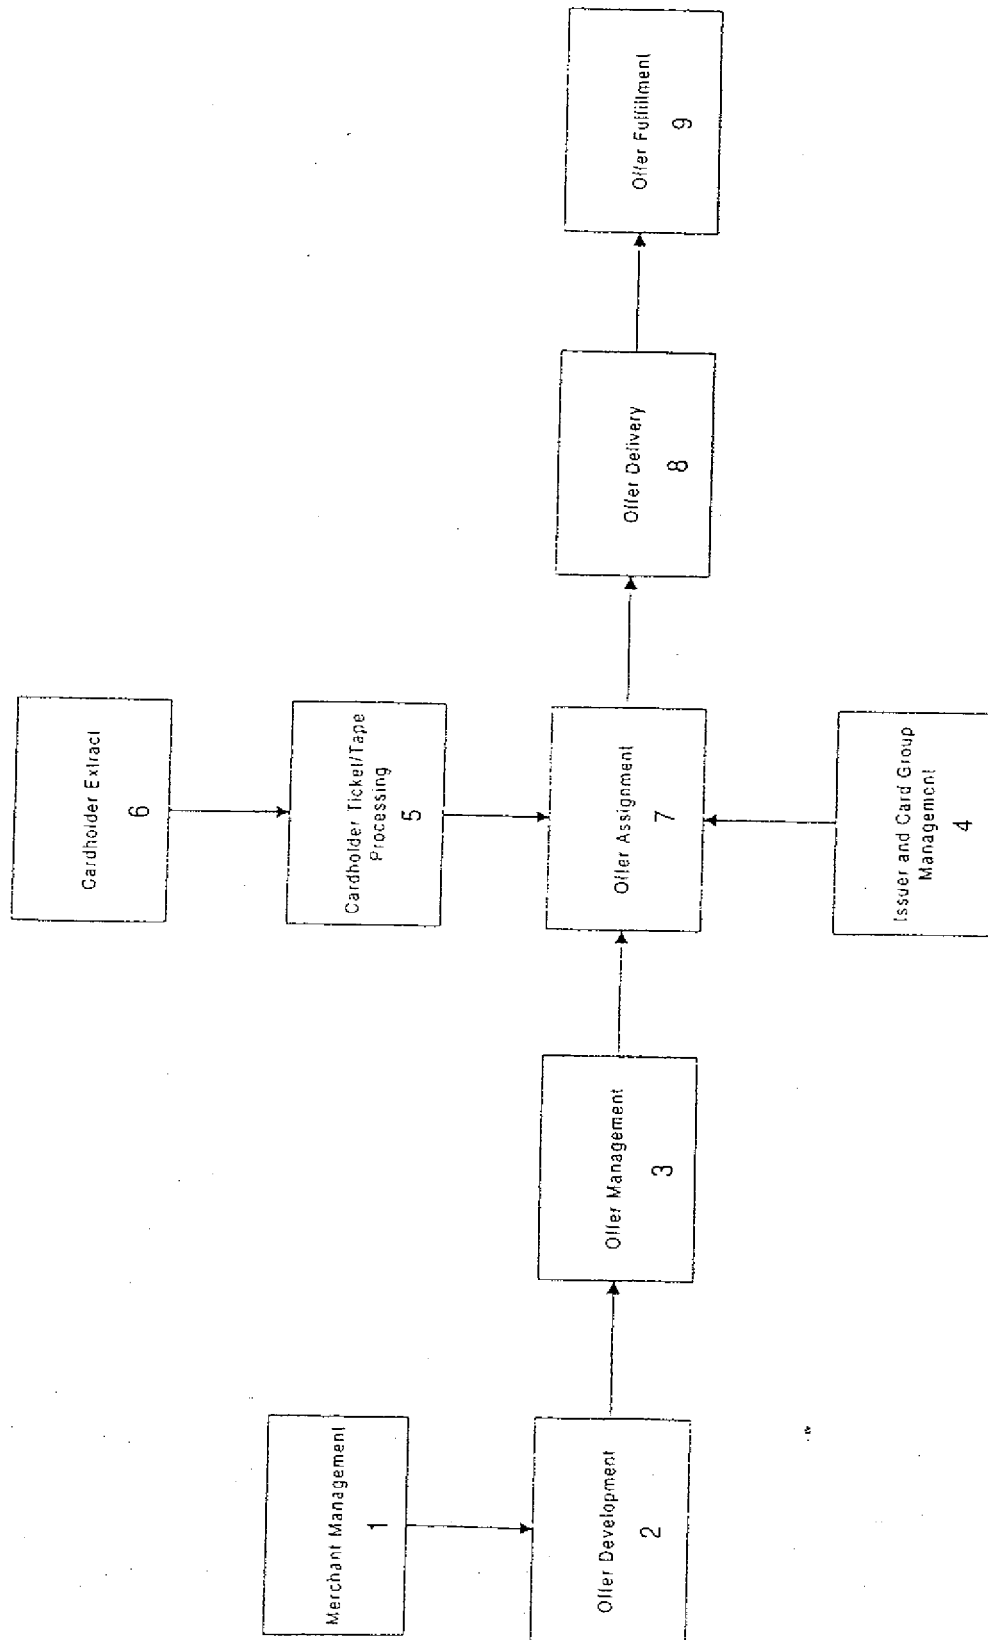 Merchant Management
1
Offer Development
2
Offer Management
3
Cardholder Extract
6
Cardholder Ticket/Tape
Processing
5
Offer Assignment
7
Issuer and Card Group
Management
4
Offer Delivery
8
Offer Fulfillment
9